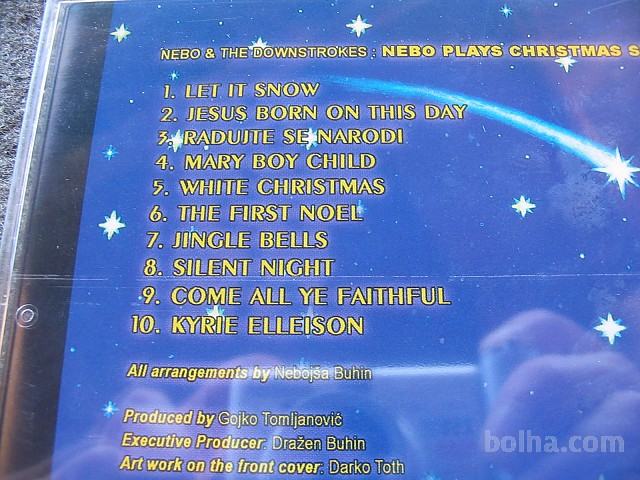 NEBO & THE DOWNSTROKES : NEBO PLAYS CHRISTMAS S
1. LET IT SNOW
2. JESUS BORN ON THIS DAY
3. RADUJTE SE NARODI
4. MARY BOY CHILD
5. WHITE CHRISTMAS
6. THE FIRST NOEL
7. JINGLE BELLS
8. SILENT NIGHT
9. COME ALL YE FAITHFUL
10. KYRIE ELLEISON
All arrangements by Nebojša Buhin
Produced by Gojko Tomljanović
Executive Producer: Dražen Buhin
Art work on the front cover: Darko Toth
bolha.com